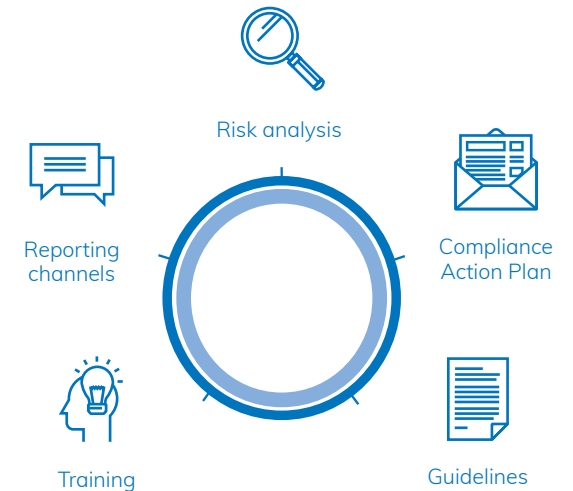 Risk analysis
Reporting
channels
Compliance
Action Plan
Training
Guidelines